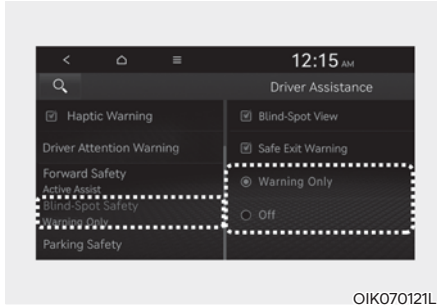 12:15 AM
Driver Assistance
Haptic Warning
Driver Attention Warning
Forward Safety
Active Assist
Blind-Spot Safety
Warning Only
Parking Safety
Blind-Spot View
Safe Exit Warning
Warning Only
Off
OIK070121L